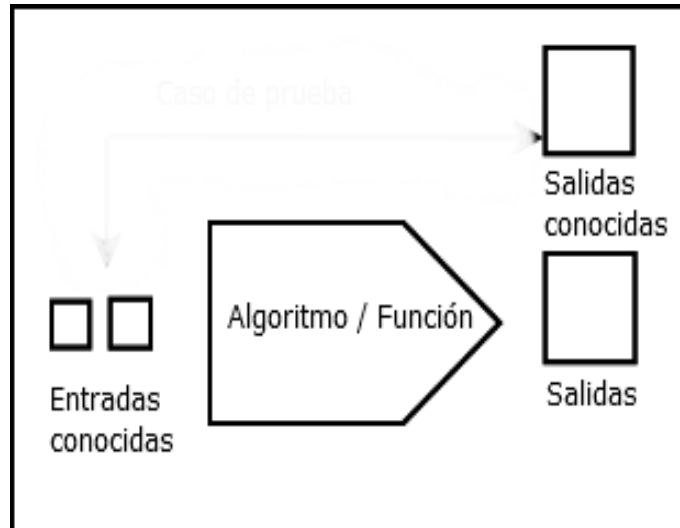 Caso de prueba
Salidas
conocidas
Algoritmo / Función
Entradas
conocidas
Salidas